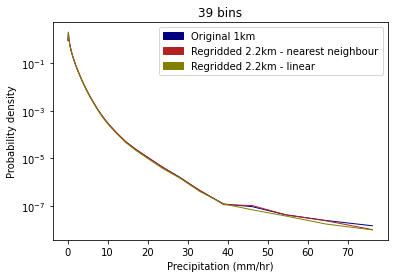 39 bins
Original 1km
Regridded 2.2km - nearest neighbour
Regridded 2.2km - linear
Probability density
10⁻¹
10⁻³
10⁻⁵
10⁻⁷
0 10 20 30 40 50 60 70
Precipitation (mm/hr)